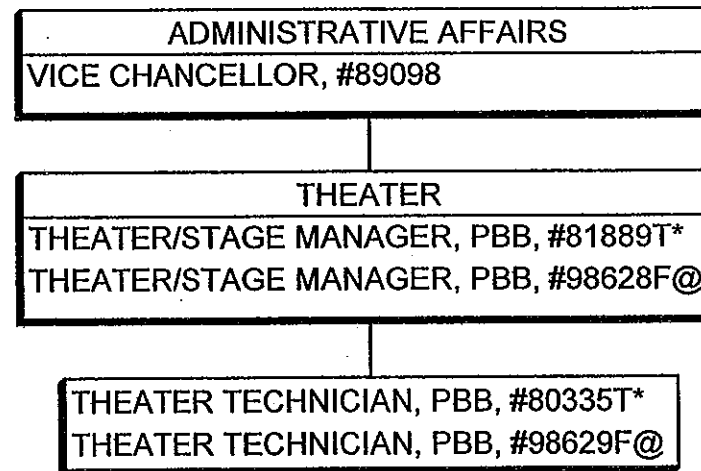 ADMINISTRATIVE AFFAIRS
VICE CHANCELLOR, #89098
THEATER
THEATER/STAGE MANAGER, PBB, #81889T*
THEATER/STAGE MANAGER, PBB, #98628F@
THEATER TECHNICIAN, PBB, #80335T*
THEATER TECHNICIAN, PBB, #98629F@